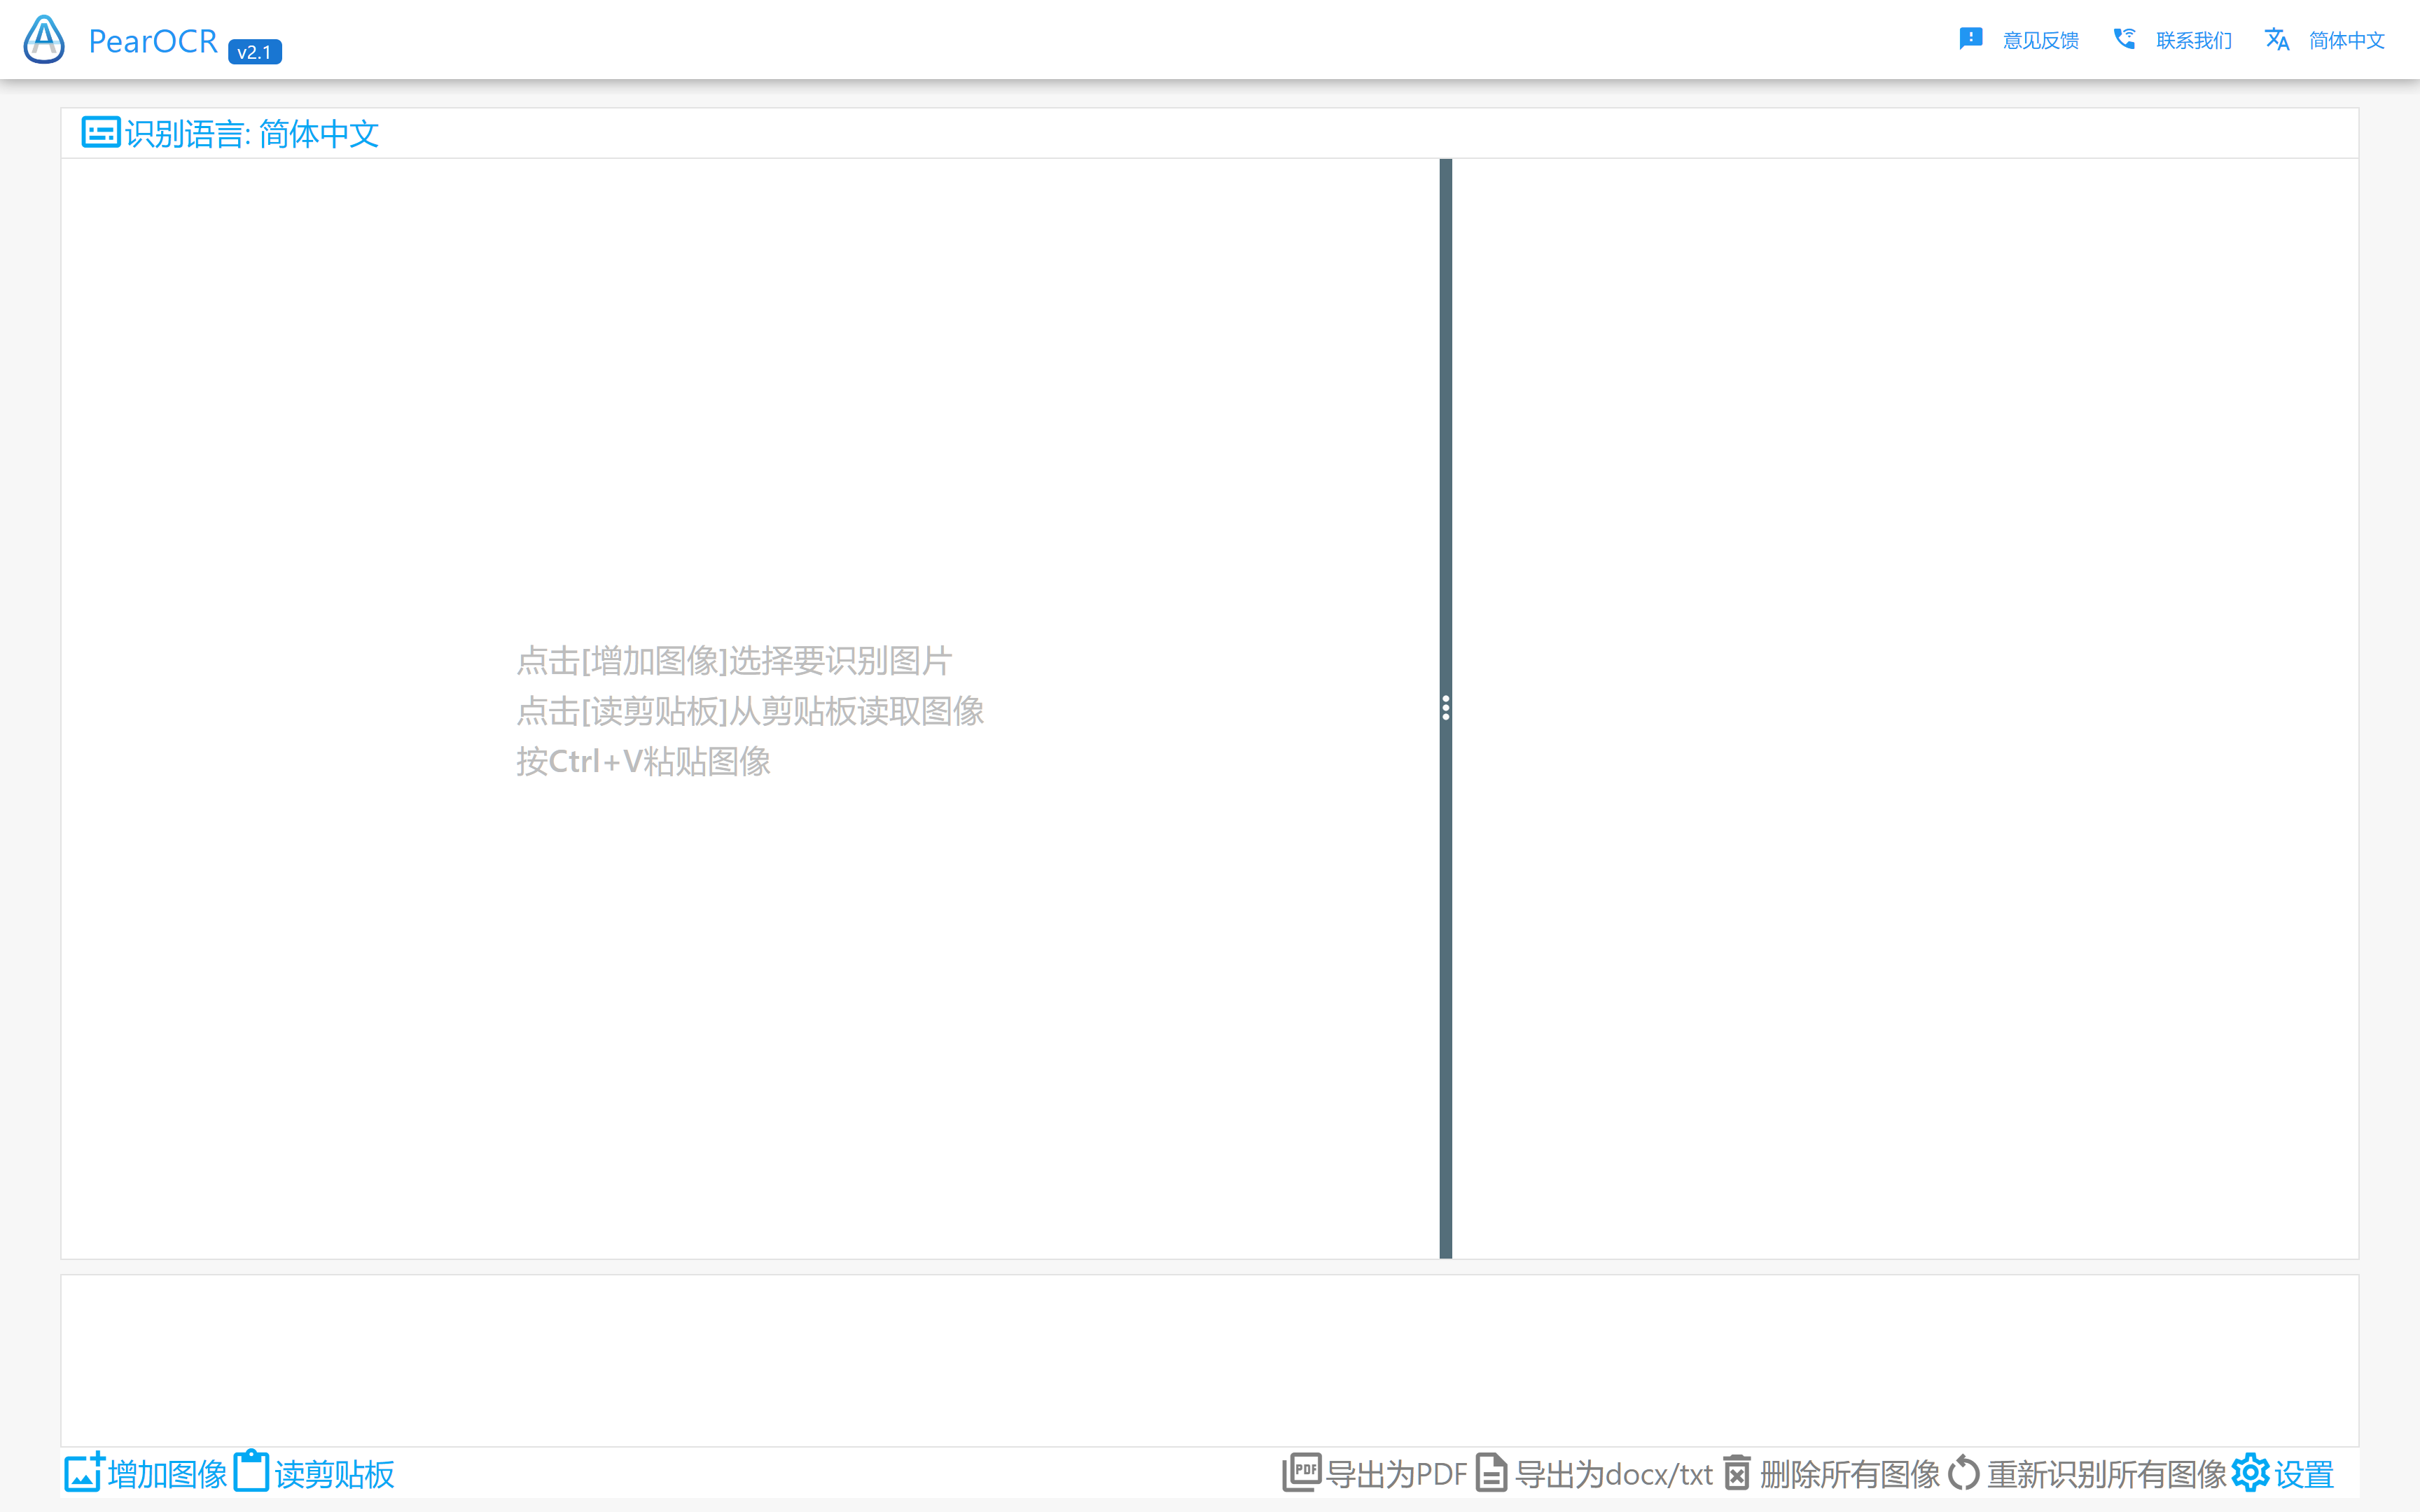 PearOCR v2.1 意见反馈 联系我们 简体中文
识别语言: 简体中文
点击[增加图像]选择要识别图片
点击[读剪贴板]从剪贴板读取图像
按Ctrl+V粘贴图像
增加图像 读剪贴板 PDF 导出为PDF 导出为docx/txt 删除所有图像 重新识别所有图像 设置